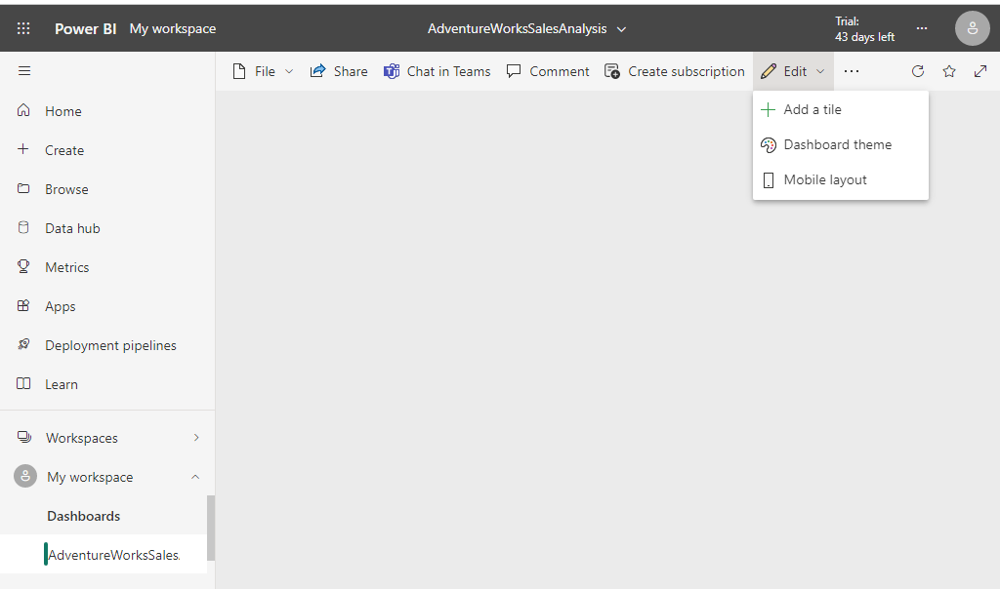 Power BI My workspace AdventureWorksSalesAnalysis Trial:
43 days left
File Share Chat in Teams Comment Create subscription Edit
Add a tile
Dashboard theme
Mobile layout
Home
Create
Browse
Data hub
Metrics
Apps
Deployment pipelines
Learn
Workspaces
My workspace
Dashboards
AdventureWorksSales.